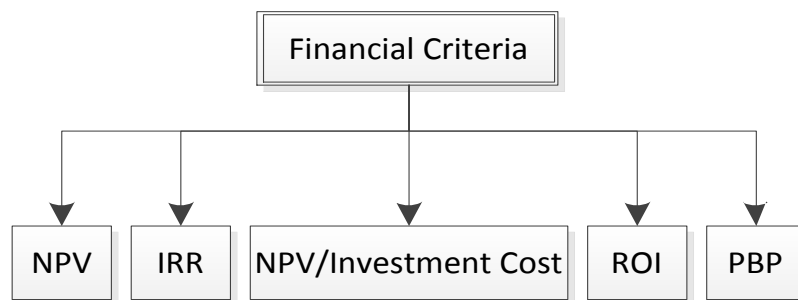 Financial Criteria
NPV
IRR
NPV/Investment Cost
ROI
PBP